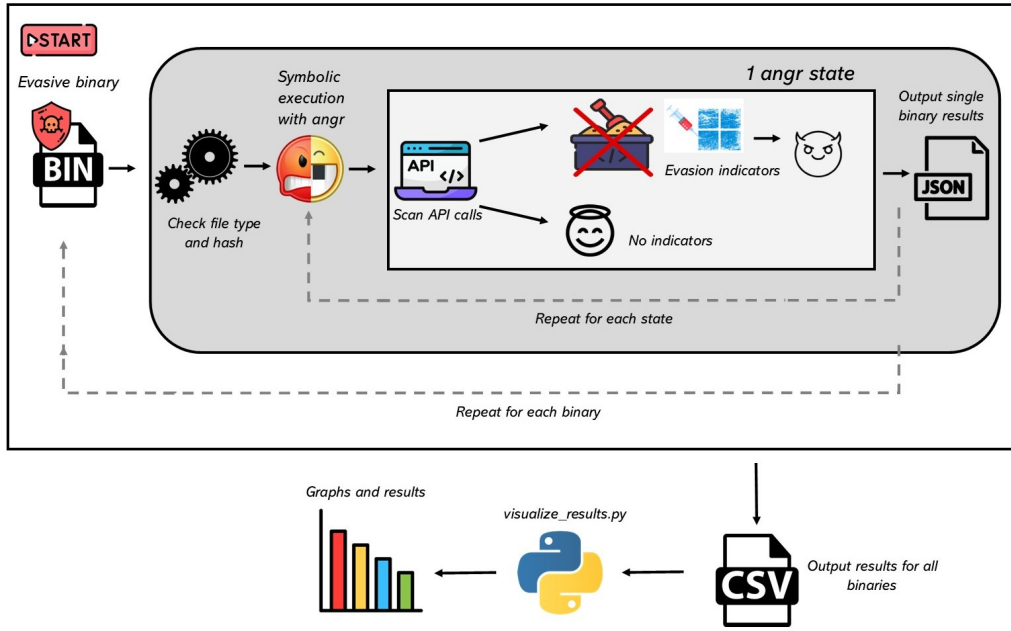 START
Evasive binary
BIN
Check file type
and hash
Symbolic
execution
with angr
1 angr state
API
</>
Scan API calls
</>
Evasion indicators
No indicators
Output single
binary results
JSON
Repeat for each state
Repeat for each binary
Graphs and results
visualize_results.py
CSV
Output results for all
binaries